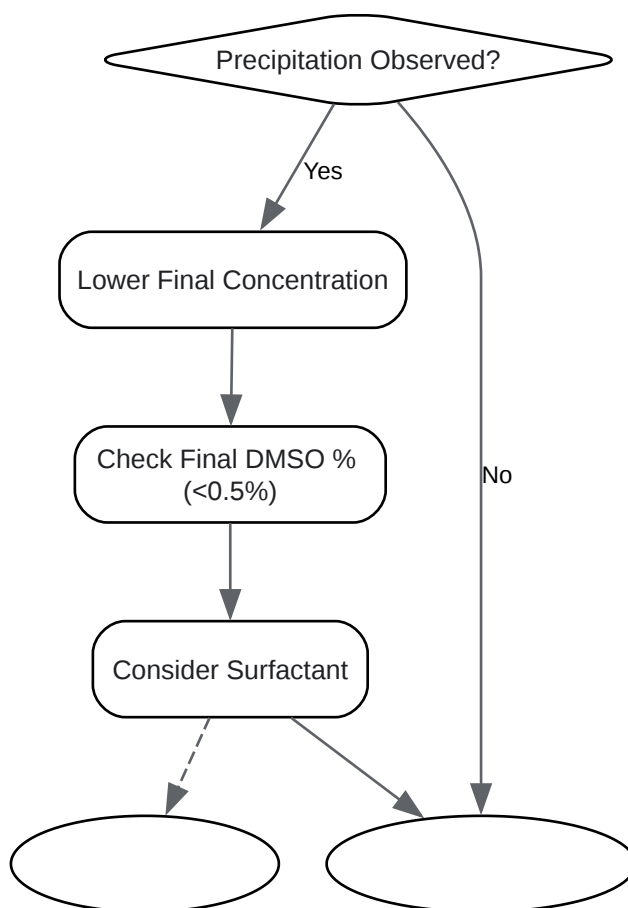 Precipitation Observed?
Yes
Lower Final Concentration
Check Final DMSO %
(<0.5%)
No
Consider Surfactant